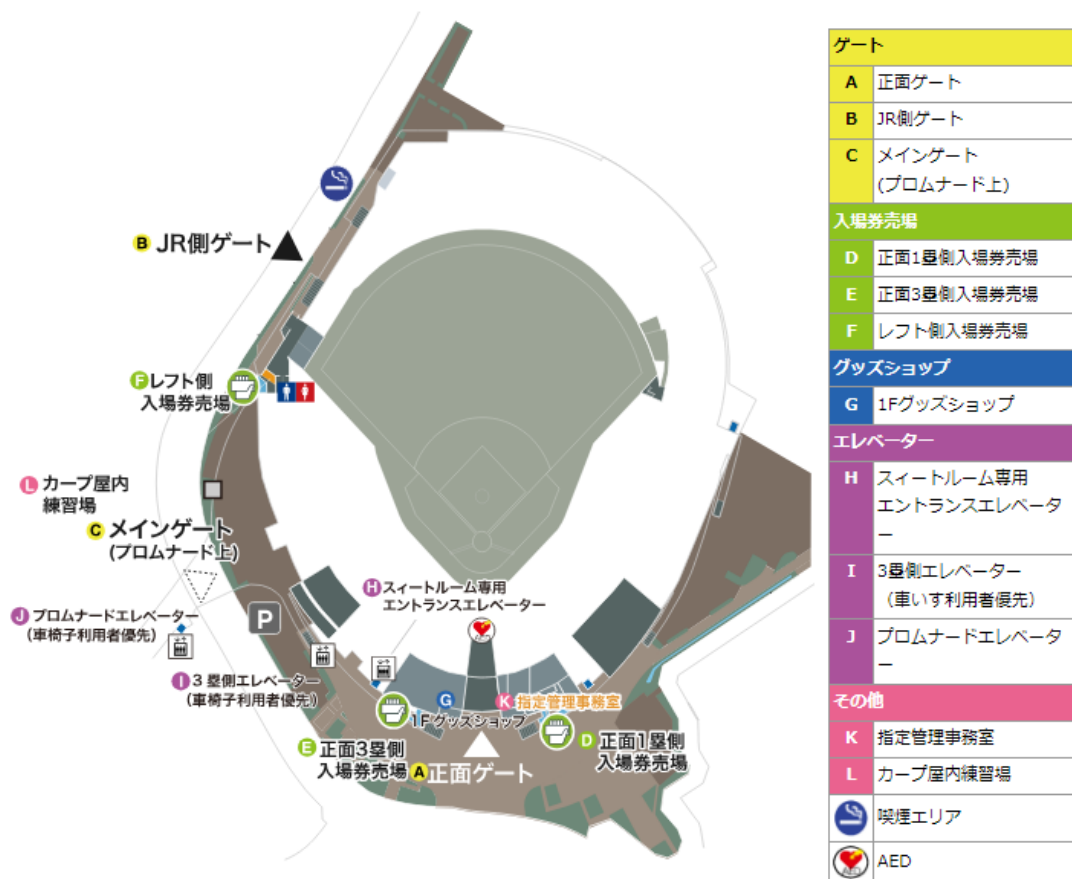 B JR側ゲート
F レフト側
入場券売場
L カープ屋内
練習場
C メインゲート
(プロムナード上)
J プロムナードエレベーター
(車椅子利用者優先)
P
I 3塁側エレベーター
(車椅子利用者優先)
H スィートルーム専用
エントランスエレベーター
AED
G
1Fグッズショップ
K 指定管理事務室
E 正面3塁側
入場券売場
A 正面ゲート
D 正面1塁側
入場券売場
ゲート
A 正面ゲート
B JR側ゲート
C メインゲート
(プロムナード上)
入場券売場
D 正面1塁側入場券売場
E 正面3塁側入場券売場
F レフト側入場券売場
グッズショップ
G 1Fグッズショップ
エレベーター
H スィートルーム専用
エントランスエレベータ
ー
I 3塁側エレベーター
（車いす利用者優先）
J プロムナードエレベータ
ー
その他
K 指定管理事務室
L カープ屋内練習場
喫煙エリア
AED AED